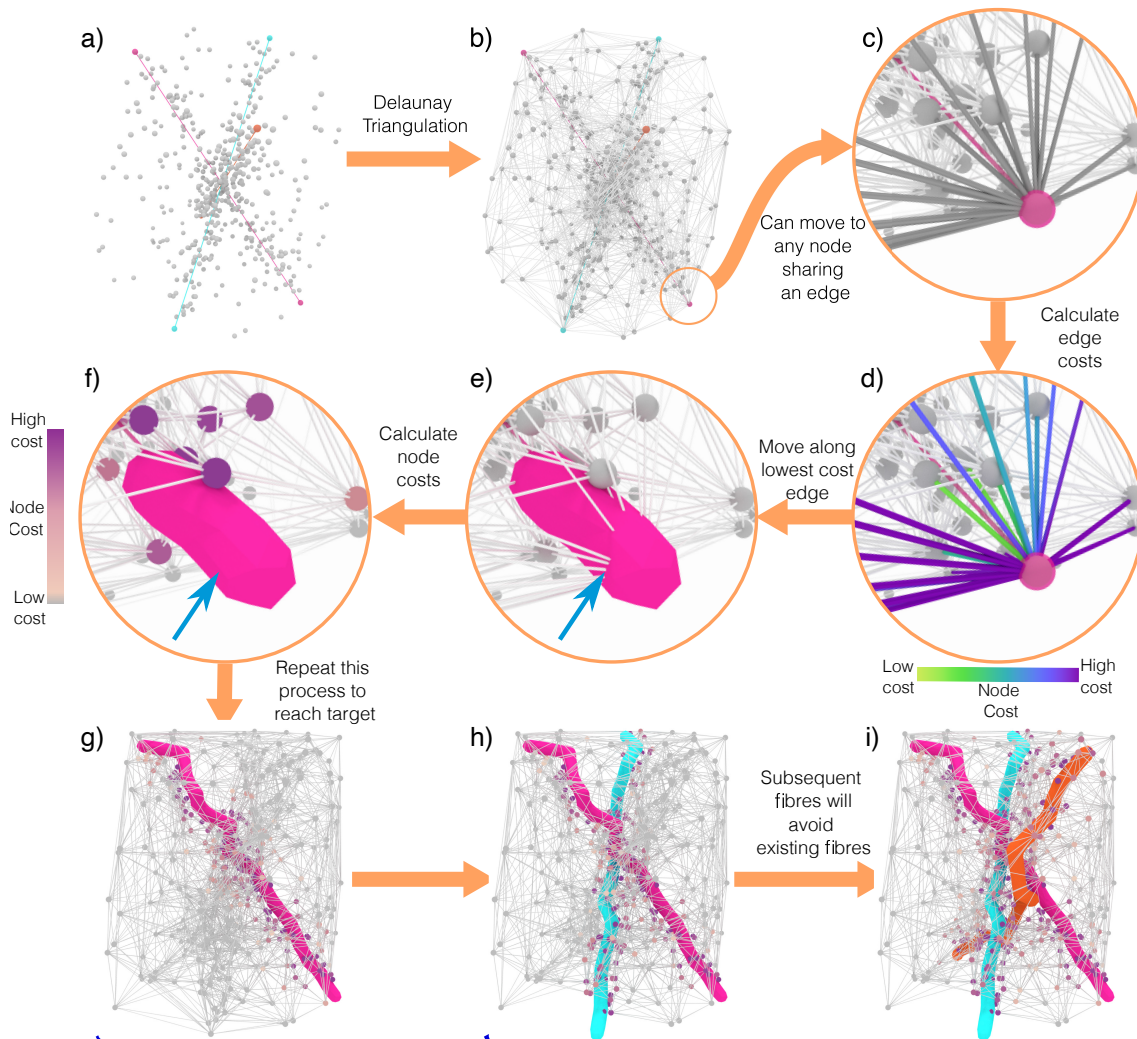 a)
b)
c)
Delaunay
Triangulation
Can move to
any node
sharing
an edge
Calculate
edge
costs
f)
e)
d)
High
cost
Node
Cost
Low
cost
Calculate
node
costs
Move along
lowest cost
edge
Low
cost
Node
Cost
High
cost
Repeat this
process to
reach target
g)
h)
i)
Subsequent
fibres will
avoid
existing fibres